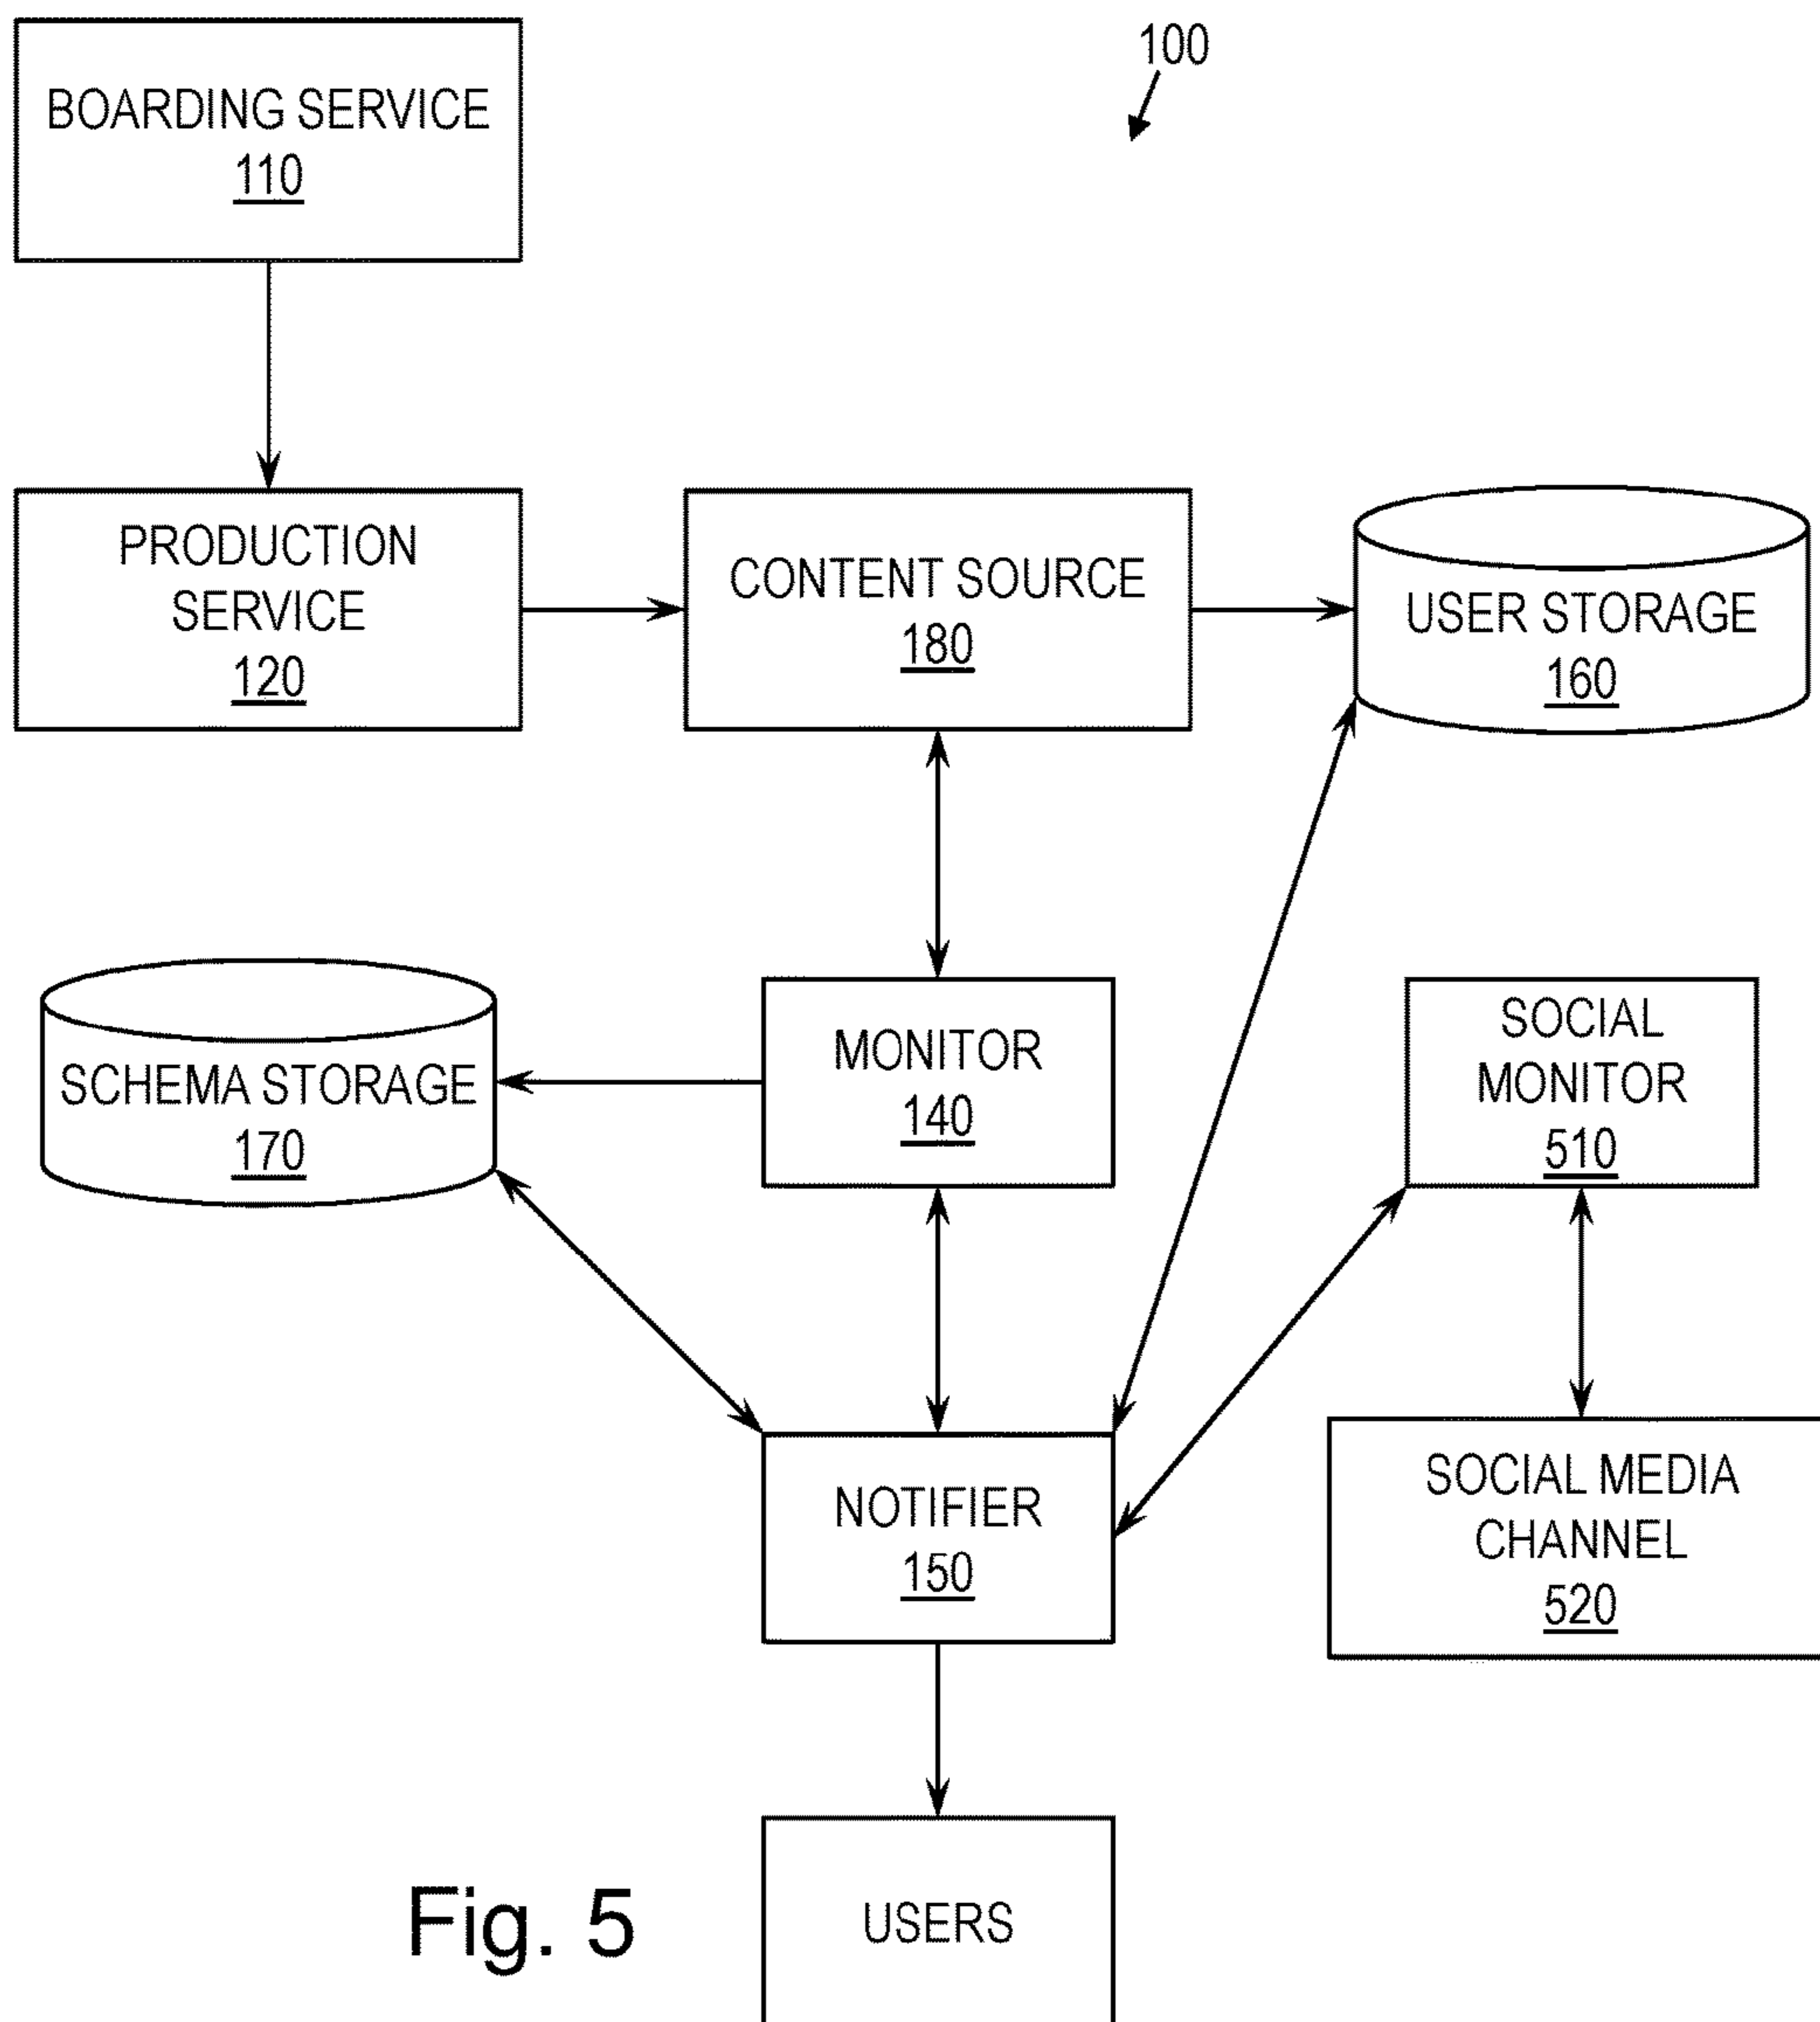 100
BOARDING SERVICE
110
PRODUCTION
SERVICE
120
CONTENT SOURCE
180
USER STORAGE
160
SCHEMA STORAGE
170
MONITOR
140
SOCIAL
MONITOR
510
NOTIFIER
150
SOCIAL MEDIA
CHANNEL
520
USERS
Fig. 5